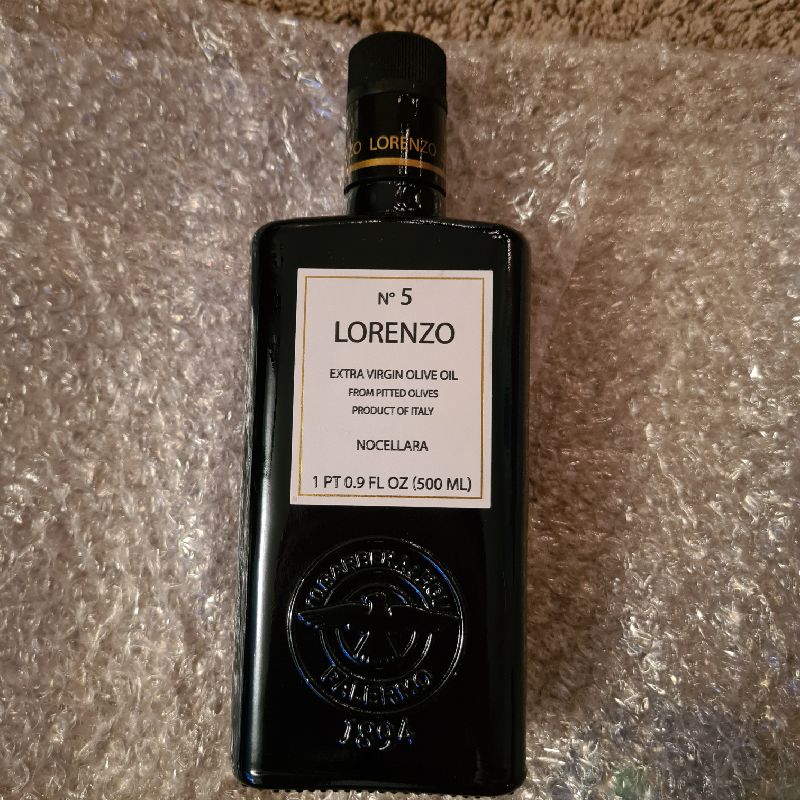 LORENZO
N° 5
LORENZO
EXTRA VIRGIN OLIVE OIL
FROM PITTED OLIVES
PRODUCT OF ITALY
NOCELLARA
1 PT 0.9 FL OZ (500 ML)
PALERMO
1894